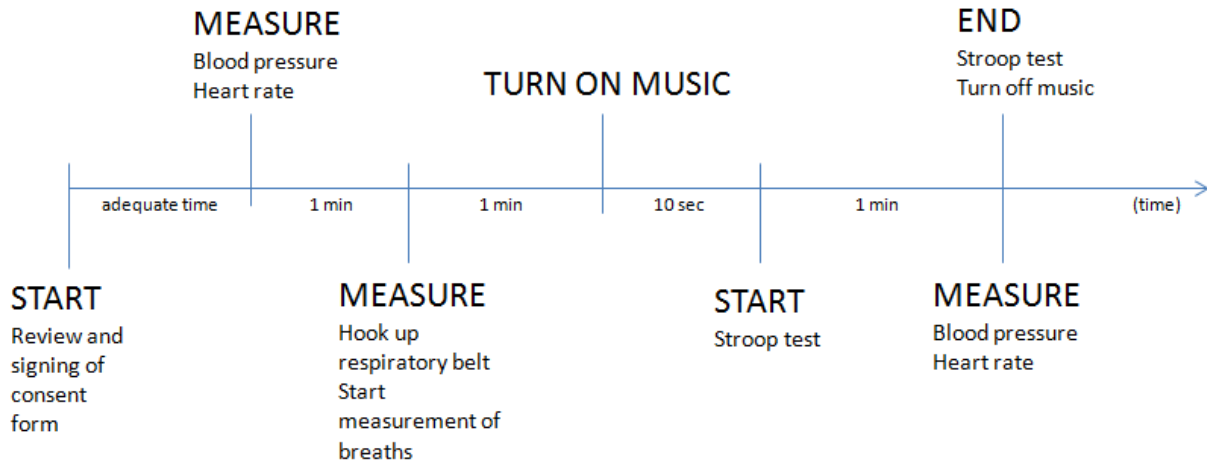 MEASURE
Blood pressure
Heart rate
TURN ON MUSIC
END
Stroop test
Turn off music
adequate time
1 min
1 min
10 sec
1 min
(time)
START
Review and
signing of
consent
form
MEASURE
Hook up
respiratory belt
Start
measurement of
breaths
START
Stroop test
MEASURE
Blood pressure
Heart rate